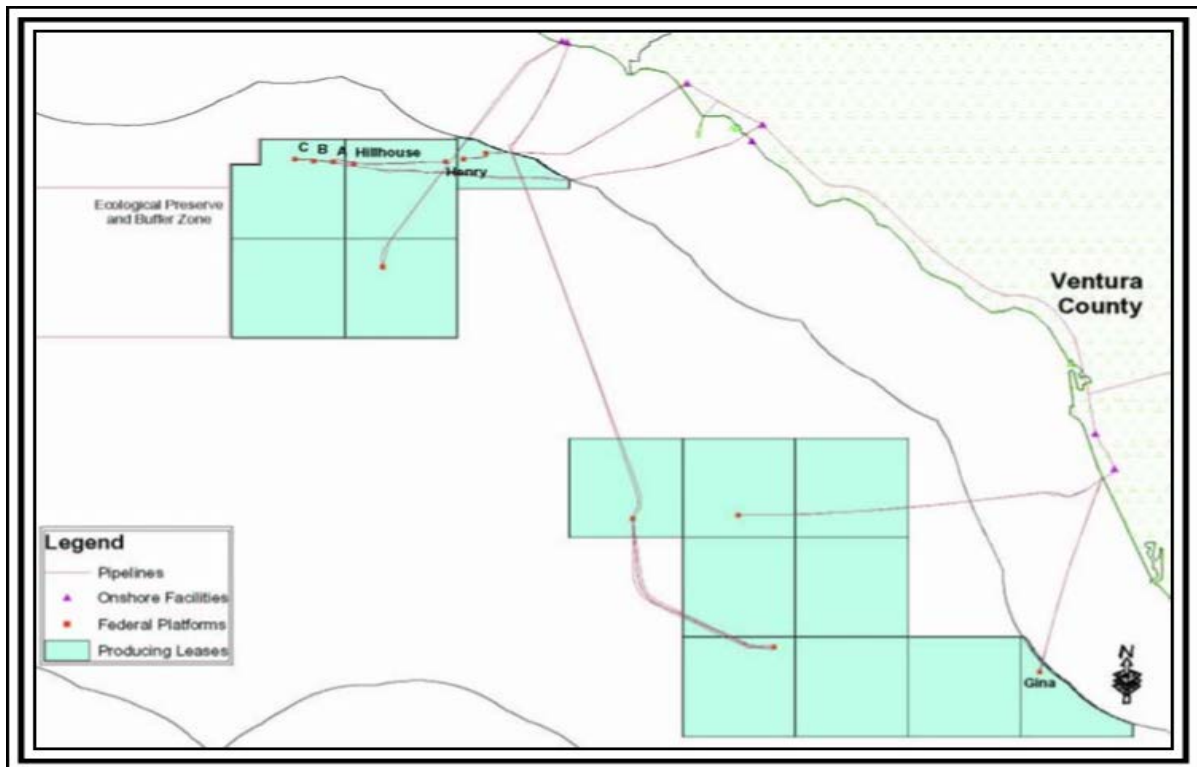 C B A Hillhouse
Henry
Ecological Preserve
and Buffer Zone
Ventura
County
Legend
Pipelines
Onshore Facilities
Federal Platforms
Producing Leases
N
Gina